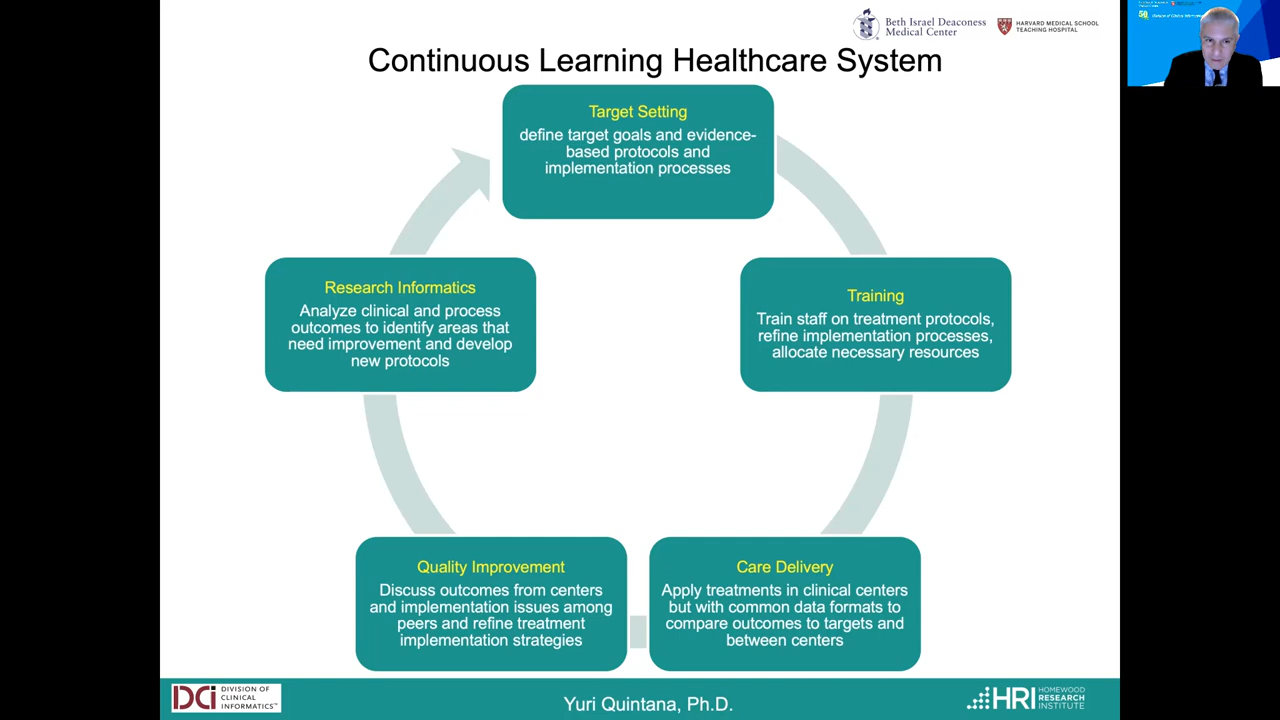 Beth Israel Deaconess
Medical Center
HARVARD MEDICAL SCHOOL
TEACHING HOSPITAL
Continuous Learning Healthcare System
Target Setting
define target goals and evidence-
based protocols and
implementation processes
Training
Train staff on treatment protocols,
refine implementation processes,
allocate necessary resources
Care Delivery
Apply treatments in clinical centers
but with common data formats to
compare outcomes to targets and
between centers
Quality Improvement
Discuss outcomes from centers
and implementation issues among
peers and refine treatment
implementation strategies
Research Informatics
Analyze clinical and process
outcomes to identify areas that
need improvement and develop
new protocols
DCI
DIVISION OF
CLINICAL
INFORMATICS™
Yuri Quintana, Ph.D.
HRI
HOMEWOOD
RESEARCH
INSTITUTE
50